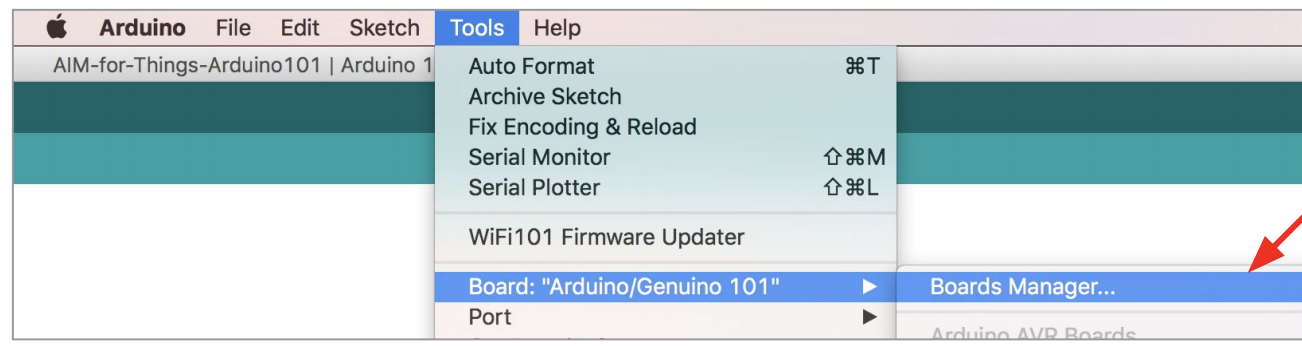 Arduino File Edit Sketch Tools Help
AIM-for-Things-Arduino101 | Arduino 1
Auto Format ⌘T
Archive Sketch
Fix Encoding & Reload
Serial Monitor ⇧⌘M
Serial Plotter ⇧⌘L
WiFi101 Firmware Updater
Board: "Arduino/Genuino 101" ▶ Boards Manager...
Port ▶ Arduino AVR Boards